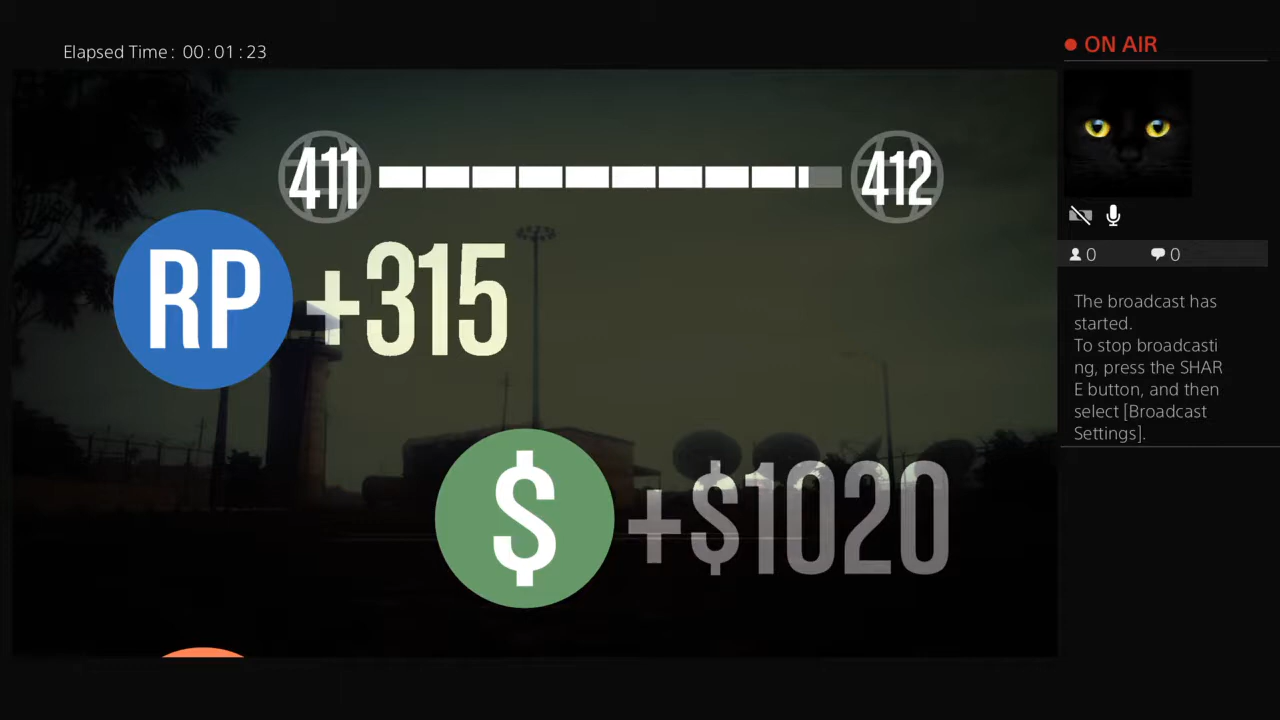 Elapsed Time: 00:01:23
ON AIR
411
412
RP +315
0
0
The broadcast has
started.
To stop broadcasti
ng, press the SHAR
E button, and then
select [Broadcast
Settings].
$ +$1020